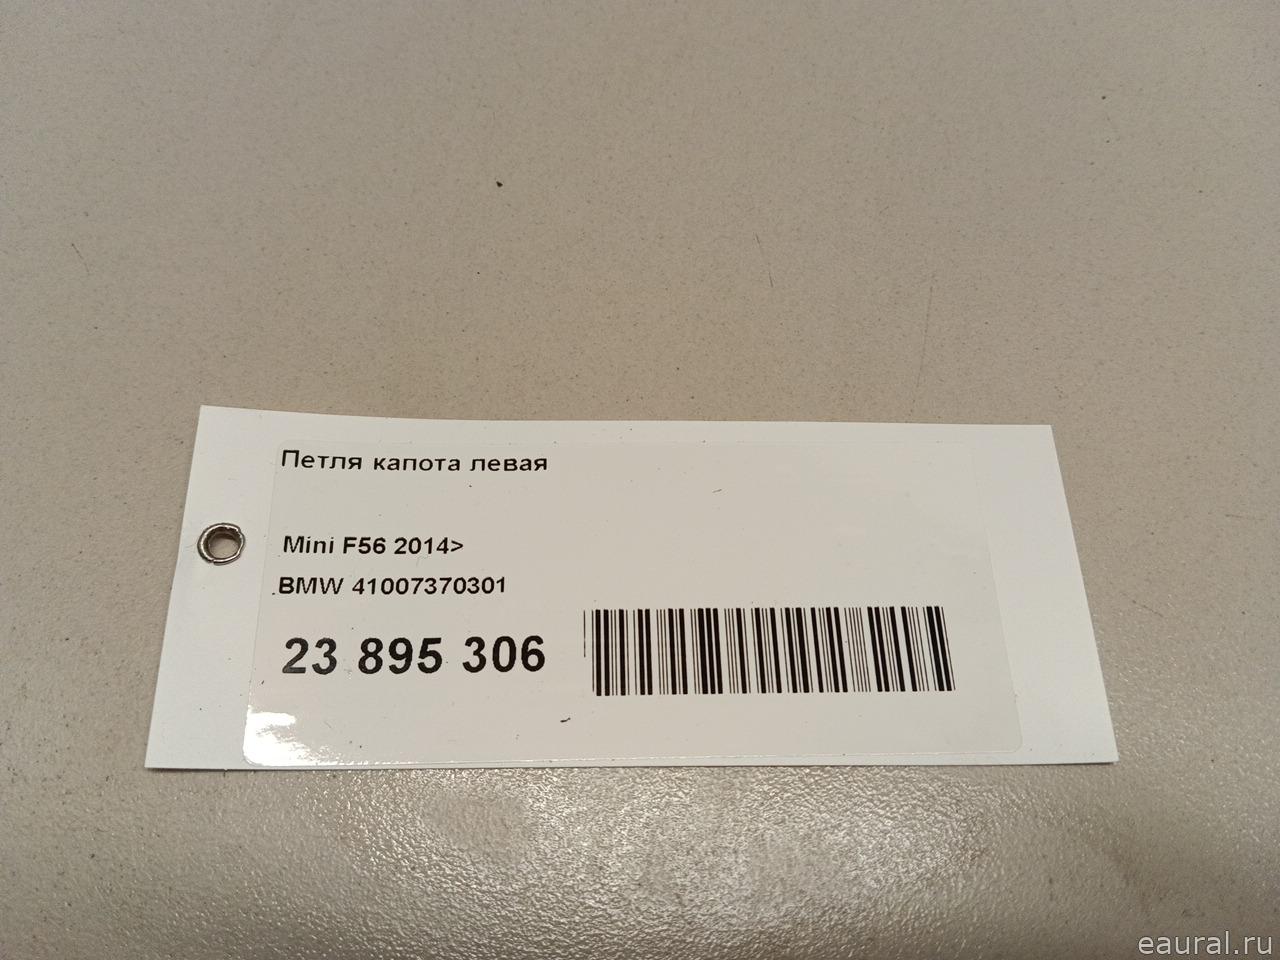 Петля капота левая
Mini F56 2014>
BMW 41007370301
23 895 306
eaural.ru